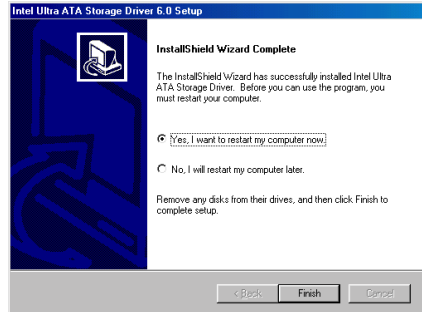 Intel Ultra ATA Storage Driver 6.0 Setup
InstallShield Wizard Complete
The InstallShield Wizard has successfully installed Intel Ultra
ATA Storage Driver. Before you can use the program, you
must restart your computer.
Yes, I want to restart my computer now.
No, I will restart my computer later.
Remove any disks from their drives, and then click Finish to
complete setup.
< Back Finish Cancel